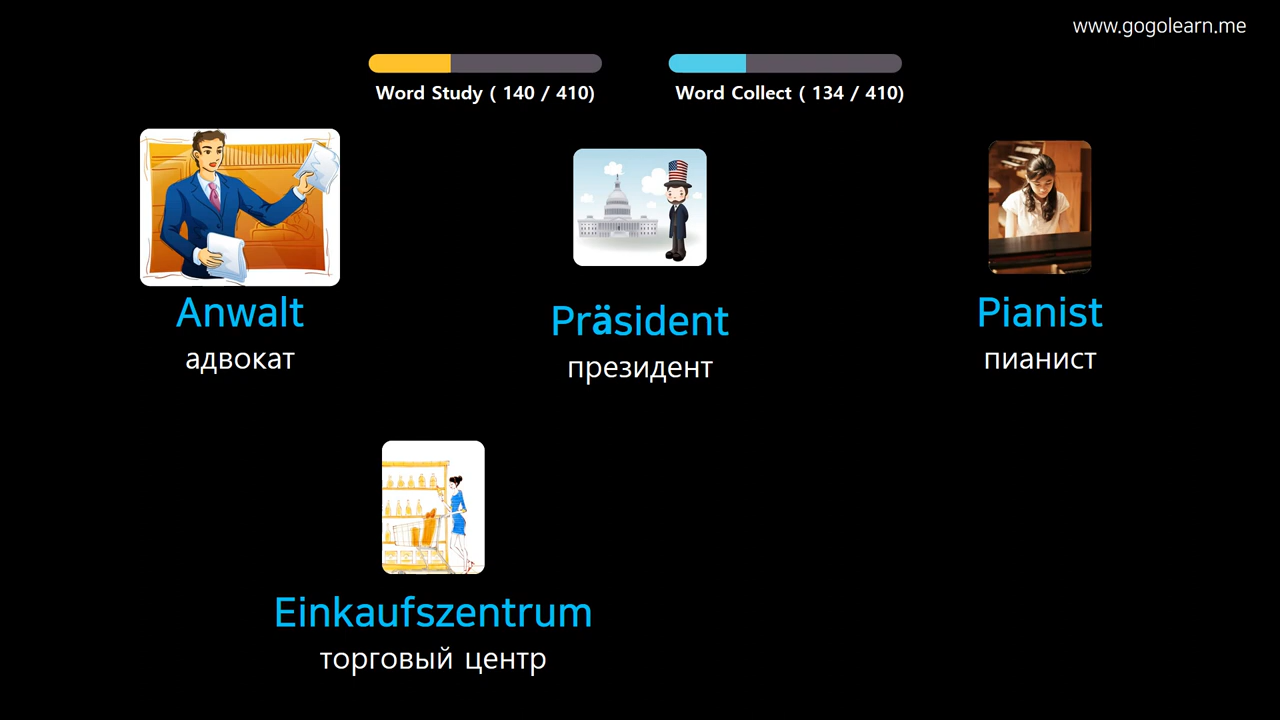 www.gogolearn.me
Word Study ( 140 / 410)
Word Collect ( 134 / 410)
Anwalt
адвокат
Präsident
президент
Pianist
пианист
Einkaufszentrum
торговый центр